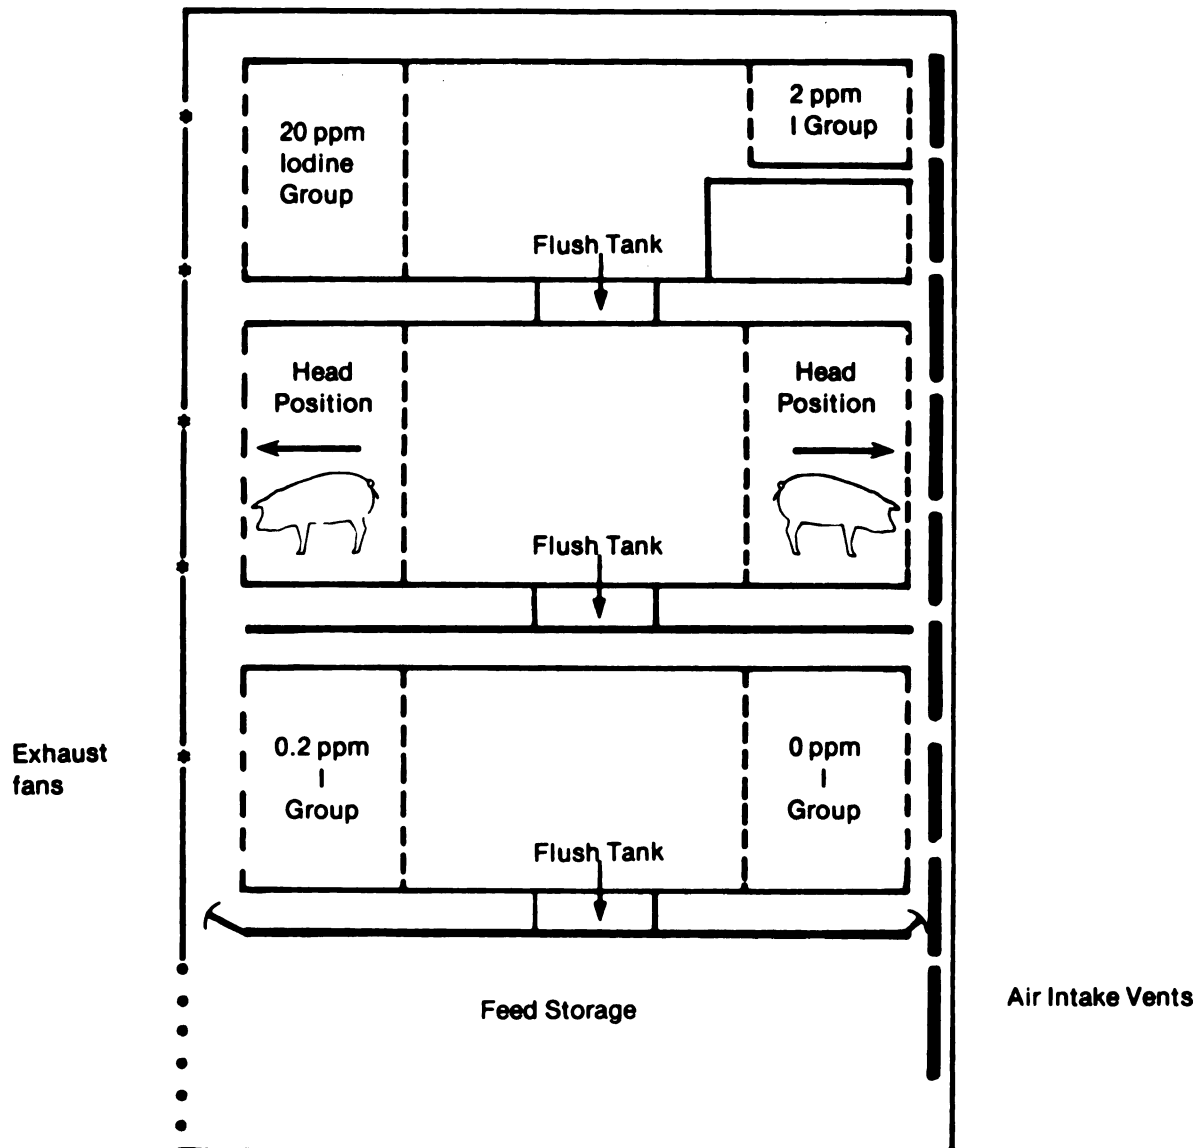 20 ppm
Iodine
Group
2 ppm
I Group
Flush Tank
Head
Position
Head
Position
Flush Tank
Exhaust
fans
0.2 ppm
I
Group
0 ppm
I
Group
Flush Tank
Feed Storage
Air Intake Vents